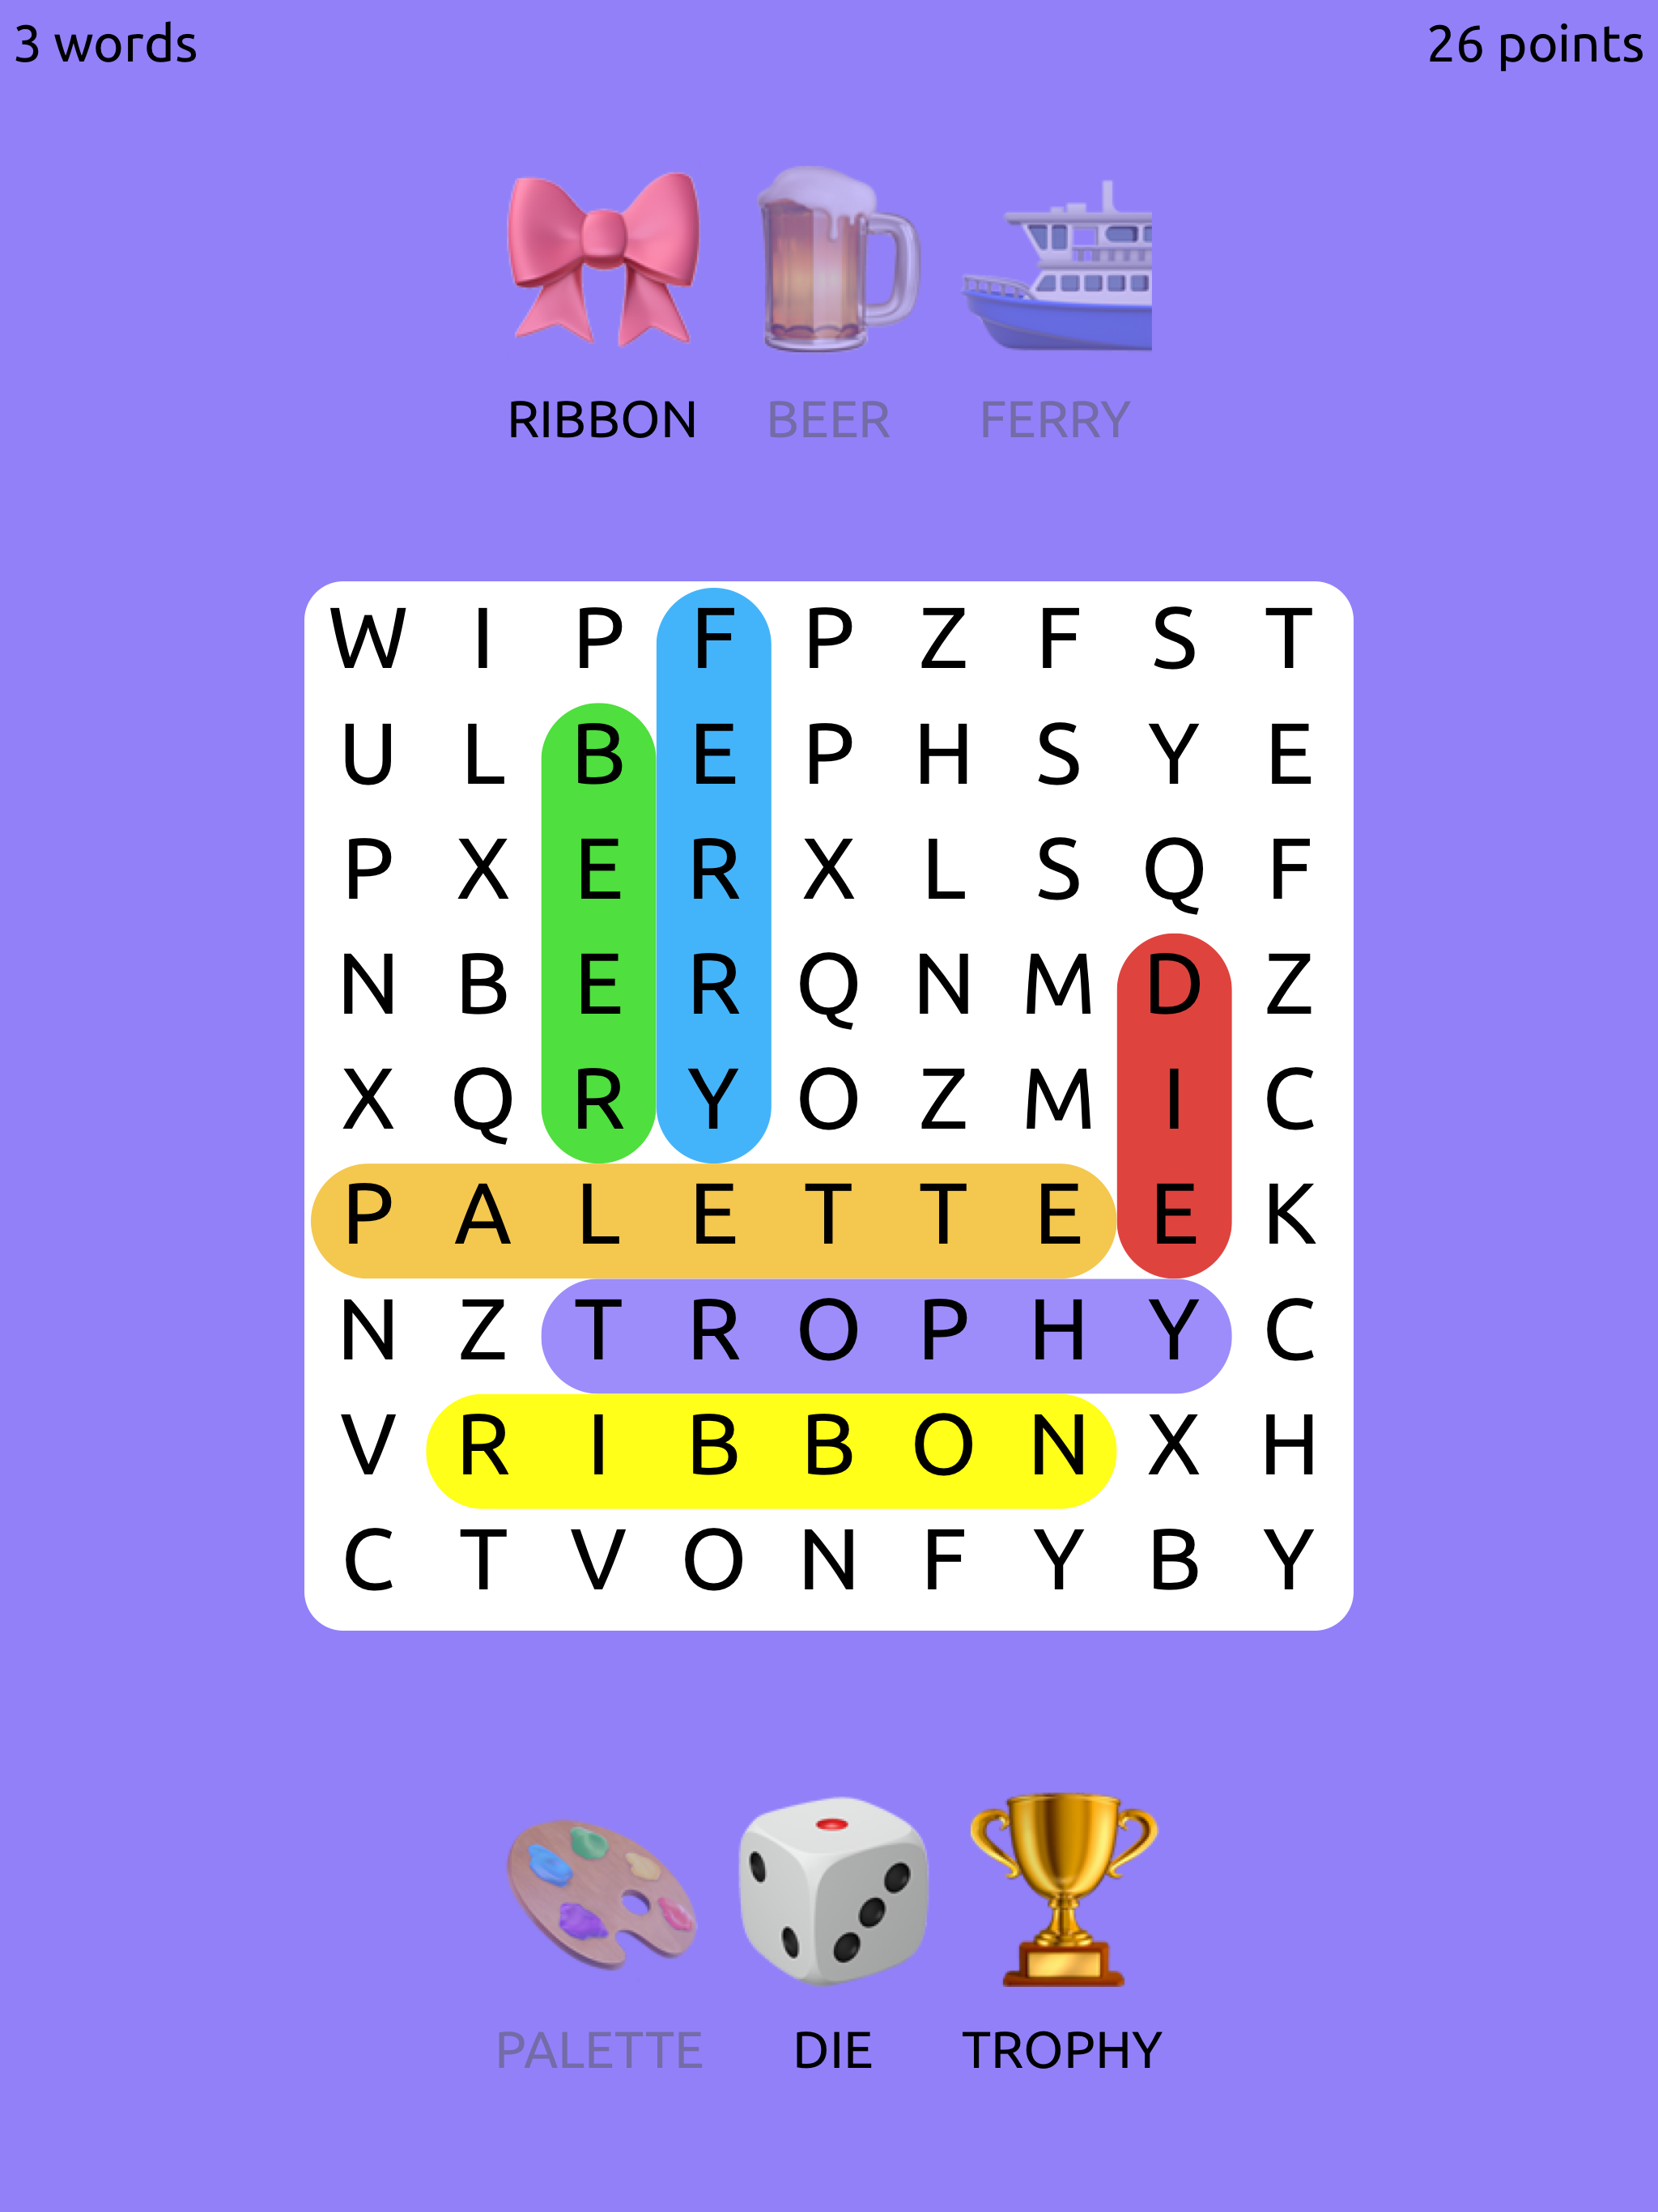 3 words 26 points
RIBBON BEER FERRY
W I P F P Z F S T
U L B E P H S Y E
P X E R X L S Q F
N B E R Q N M D Z
X Q R Y O Z M I C
P A L E T T E E K
N Z T R O P H Y C
V R I B B O N X H
C T V O N F Y B Y
PALETTE DIE TROPHY